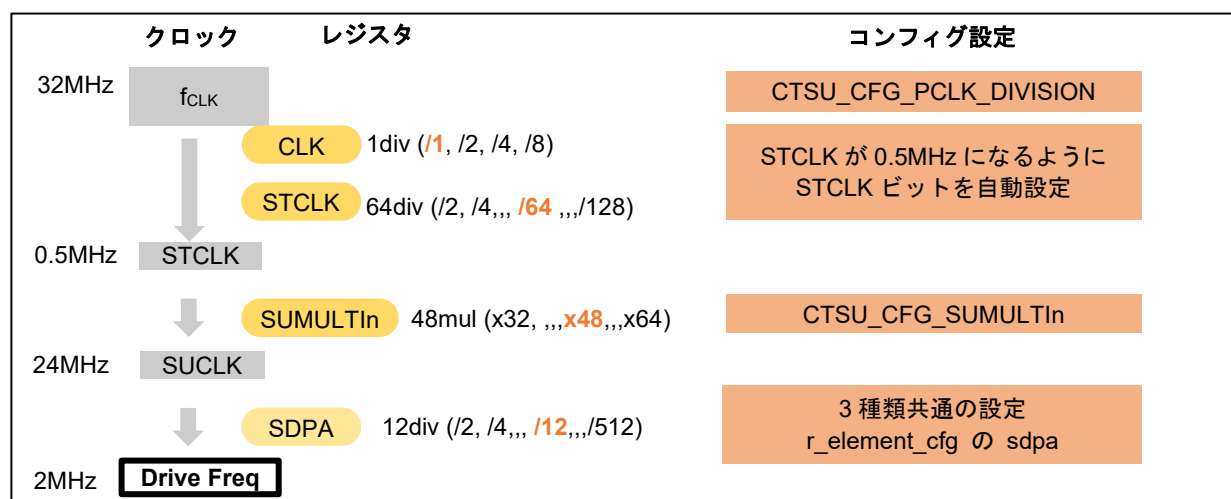 クロック レジスタ コンフィグ設定
32MHz fCLK CTSU_CFG_PCLK_DIVISION
CLK 1div (/1, /2, /4, /8)
STCLK が 0.5MHz になるように
STCLK ビットを自動設定
STCLK 64div (/2, /4,,, /64 ,,,/128)
0.5MHz STCLK
SUMULTIn 48mul (x32, ,,,x48,,,x64) CTSU_CFG_SUMULTIn
24MHz SUCLK
3 種類共通の設定
r_element_cfg の sdpa
SDPA 12div (/2, /4,,, /12,,,/512)
2MHz Drive Freq